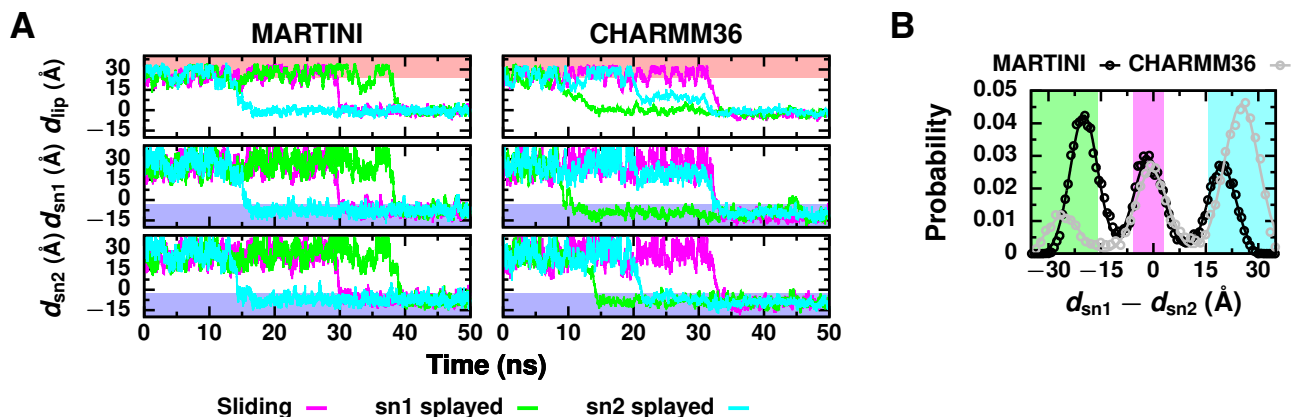 A
MARTINI CHARMM36
d_lip (Å)
30
15
0
−15
d_sn1 (Å)
30
15
0
−15
d_sn2 (Å)
30
15
0
−15
0 10 20 30 40 50 0 10 20 30 40 50
Time (ns)
Sliding sn1 splayed sn2 splayed
B
MARTINI CHARMM36
Probability
0.05
0.04
0.03
0.02
0.01
0
−30 −15 0 15 30
d_sn1 − d_sn2 (Å)